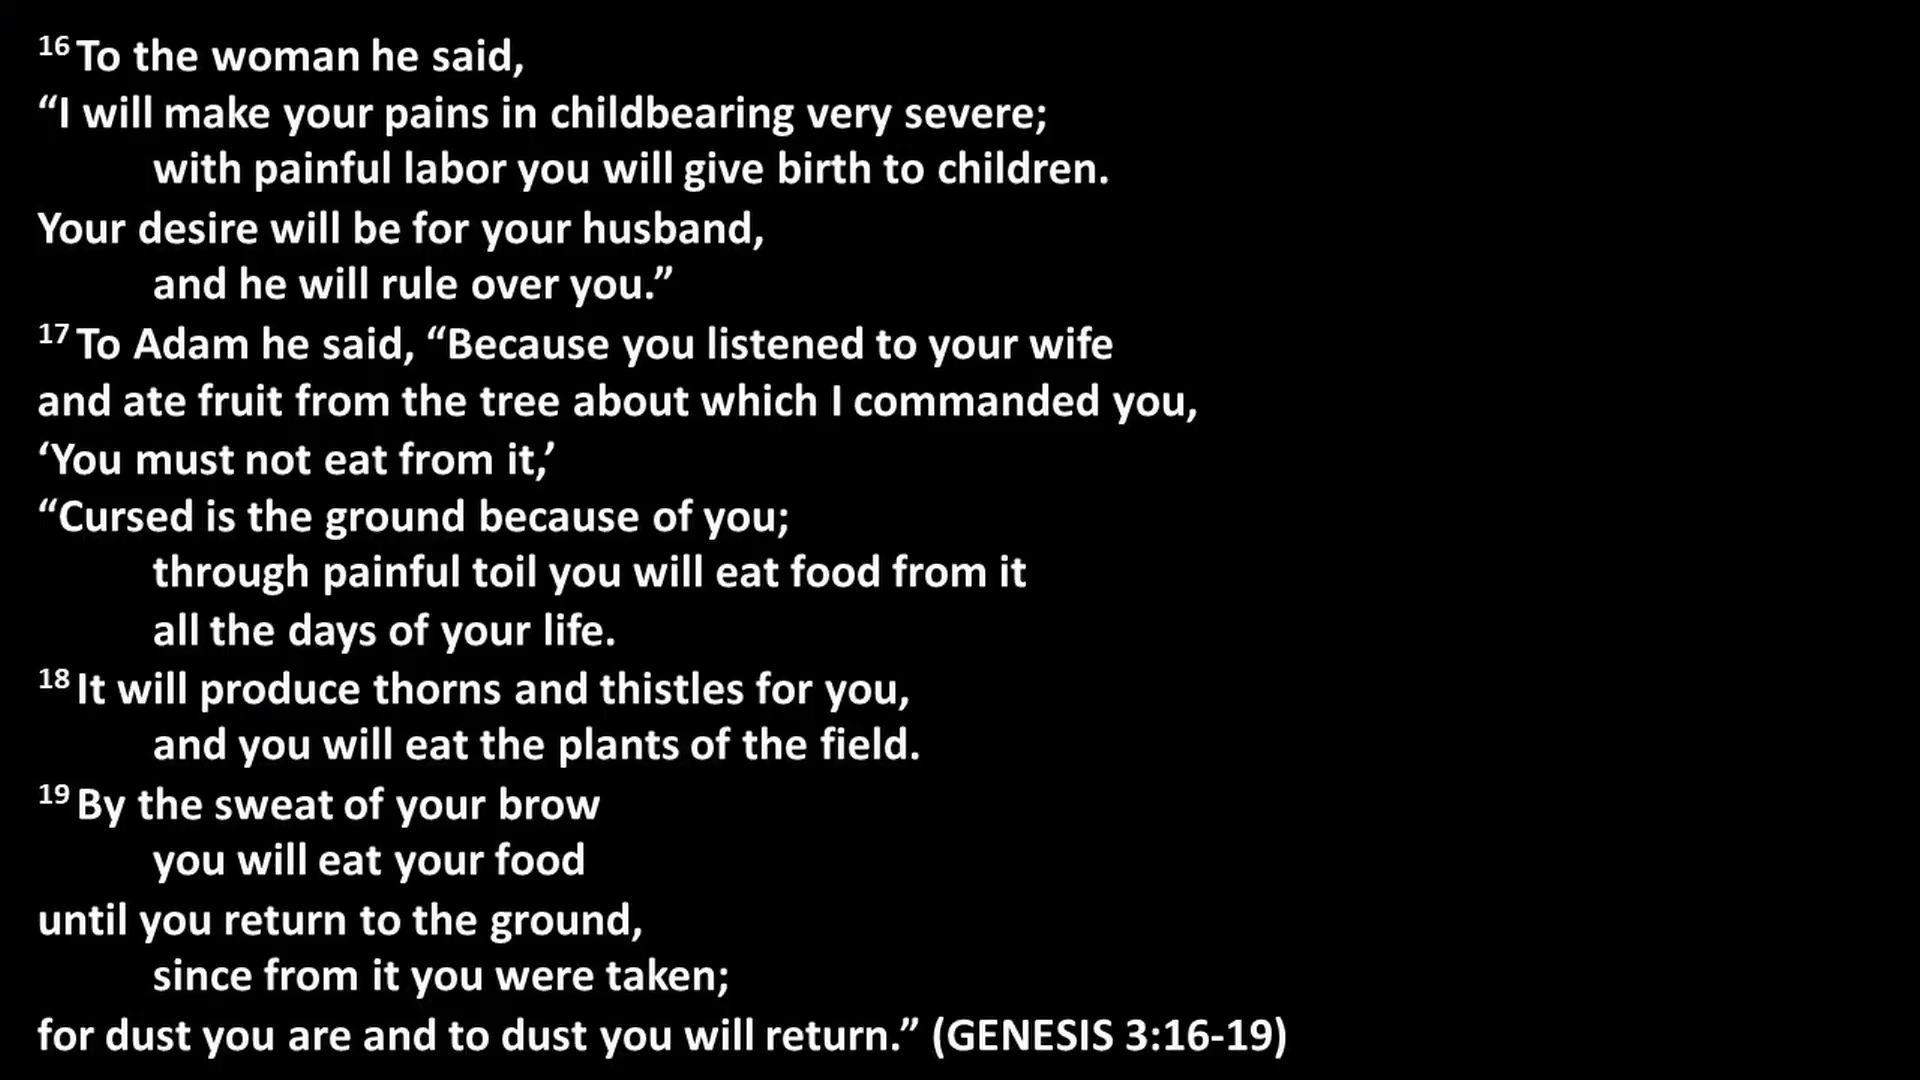 16 To the woman he said,
“I will make your pains in childbearing very severe;
with painful labor you will give birth to children.
Your desire will be for your husband,
and he will rule over you.”
17 To Adam he said, “Because you listened to your wife
and ate fruit from the tree about which I commanded you,
‘You must not eat from it,’
“Cursed is the ground because of you;
through painful toil you will eat food from it
all the days of your life.
18 It will produce thorns and thistles for you,
and you will eat the plants of the field.
19 By the sweat of your brow
you will eat your food
until you return to the ground,
since from it you were taken;
for dust you are and to dust you will return.” (GENESIS 3:16-19)